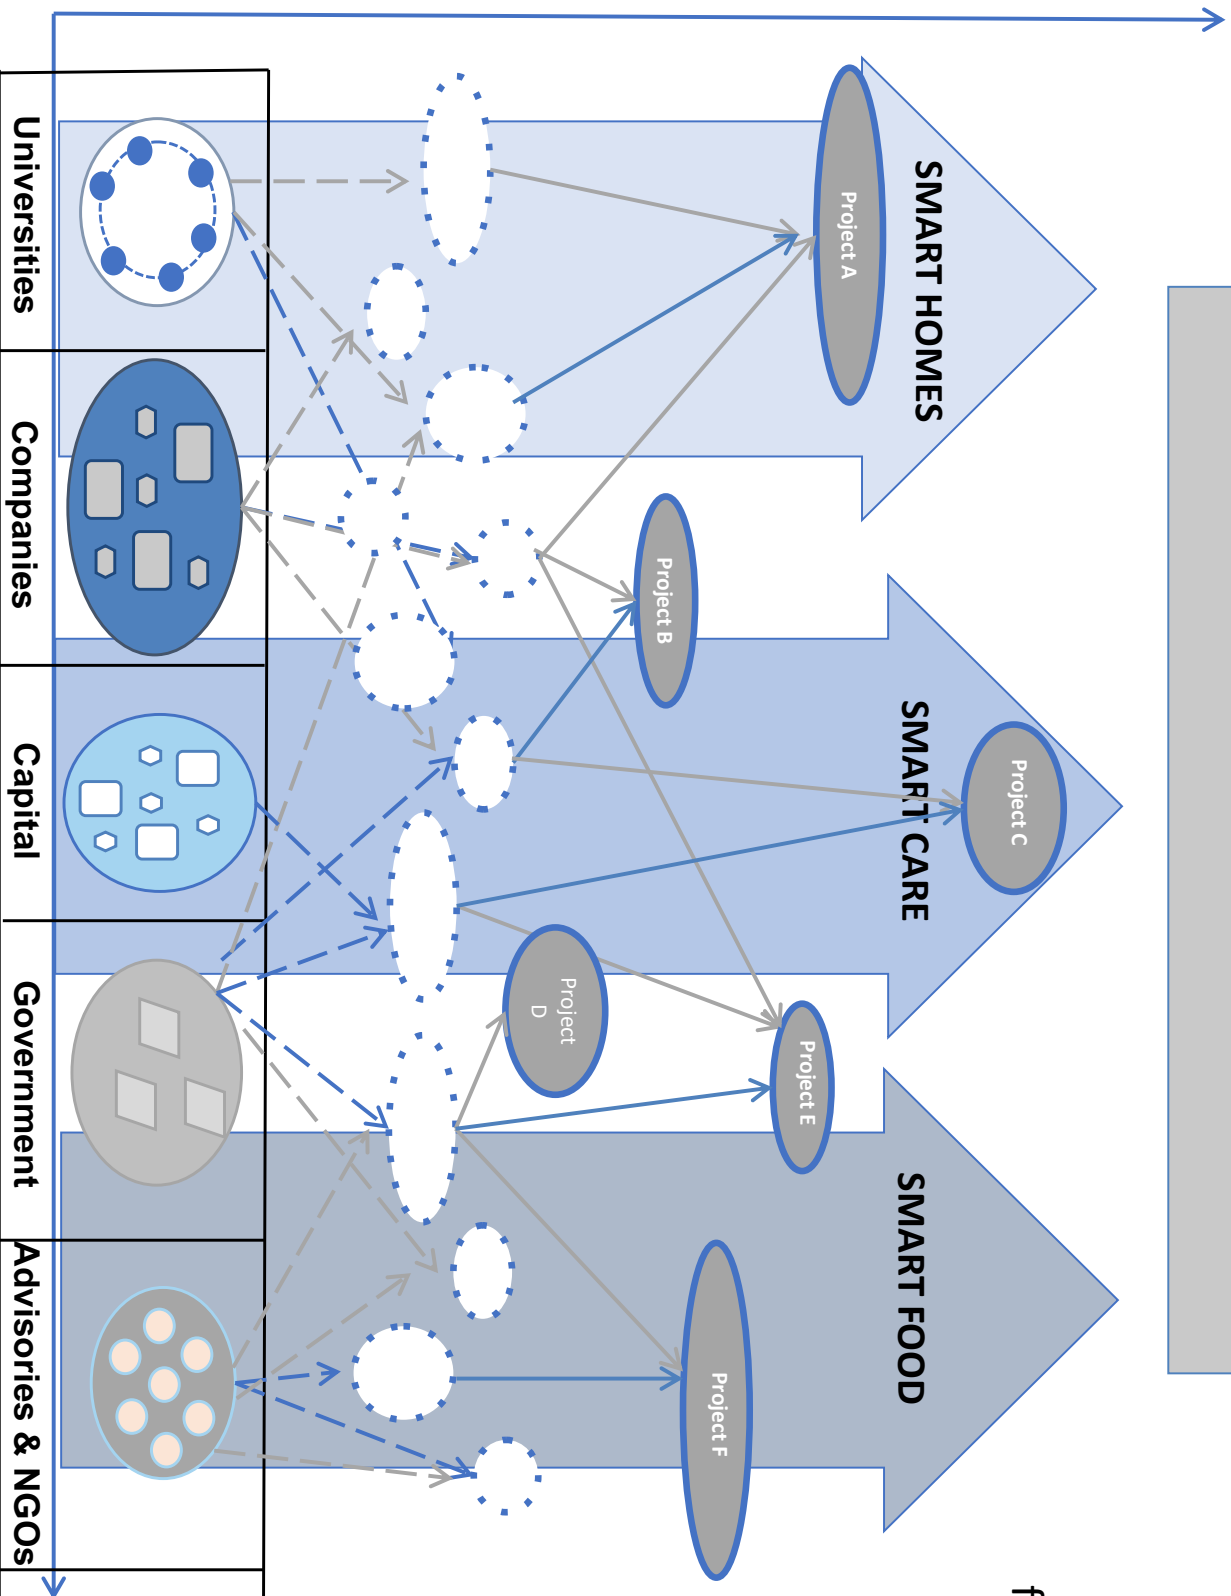 SMART HOMES
SMART CARE
SMART FOOD
Project A
Project B
Project C
Project D
Project E
Project F
Universities
Companies
Capital
Government
Advisories & NGOs
f